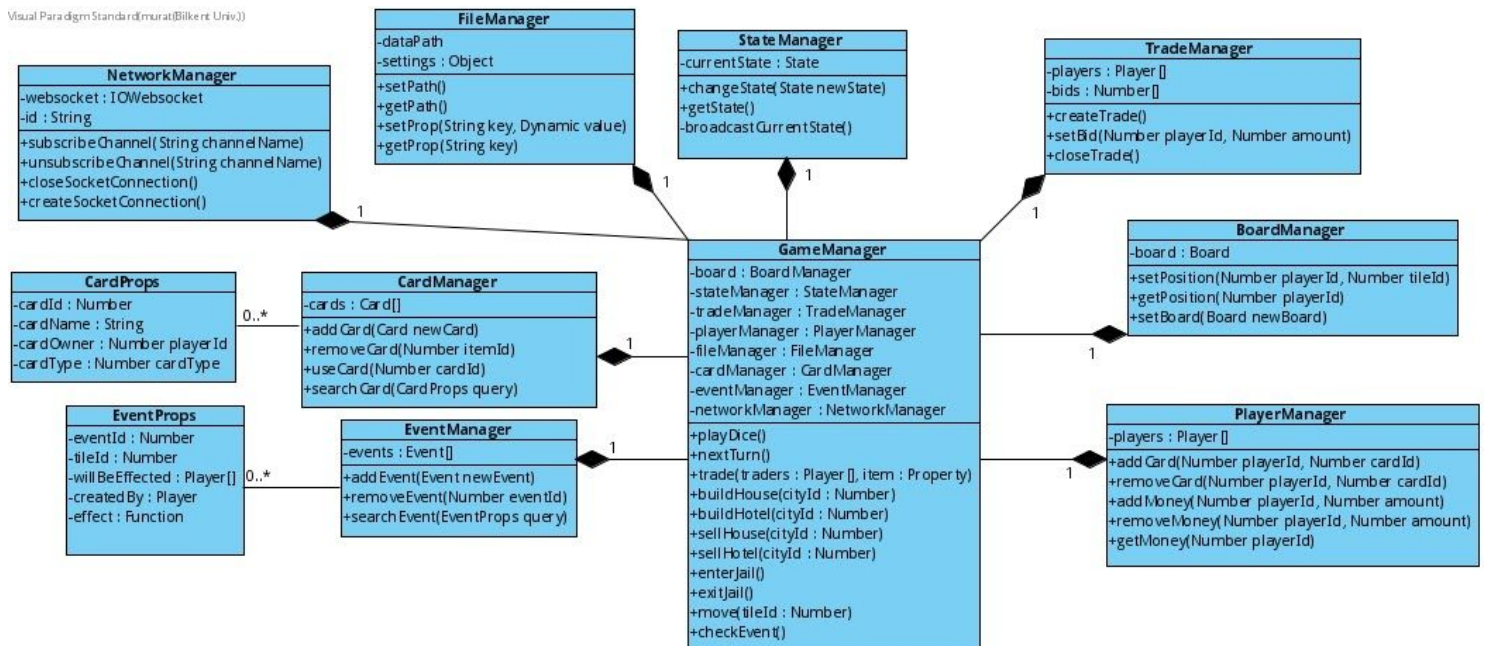 Visual Paradigm Standard(murat(Bilkent Univ.))
FileManager
-dataPath
-settings : Object
+setPath()
+getPath()
+setProp(String key, Dynamic value)
+getProp(String key)
1
StateManager
-currentState : State
+changeState(State newState)
+getState()
-broadcastCurrentState()
1
TradeManager
-players : Player[]
-bids : Number[]
+createTrade()
+setBid(Number playerId, Number amount)
+closeTrade()
1
NetworkManager
-websocket : IOWebsocket
-id : String
+subscribeChannel(String channelName)
+unsubscribeChannel(String channelName)
+closeSocketConnection()
+createSocketConnection()
1
GameManager
-board : BoardManager
-stateManager : StateManager
-tradeManager : TradeManager
-playerManager : PlayerManager
-fileManager : FileManager
-cardManager : CardManager
-eventManager : EventManager
-networkManager : NetworkManager
+playDice()
+nextTurn()
+trade(traders : Player[], item : Property)
+buildHouse(cityId : Number)
+buildHotel(cityId : Number)
+sellHouse(cityId : Number)
+sellHotel(cityId : Number)
+enterJail()
+exitJail()
+move(tileId : Number)
+checkEvent()
BoardManager
-board : Board
+setPosition(Number playerId, Number tileId)
+getPosition(Number playerId)
+setBoard(Board newBoard)
1
CardProps
-cardId : Number
-cardName : String
-cardOwner : Number playerId
-cardType : Number cardType
0..*
CardManager
-cards : Card[]
+addCard(Card newCard)
+removeCard(Number itemId)
+useCard(Number cardId)
+searchCard(CardProps query)
1
EventProps
-eventId : Number
-tileId : Number
-willBeEffected : Player[]
-createdBy : Player
-effect : Function
0..*
EventManager
-events : Event[]
+addEvent(Event newEvent)
+removeEvent(Number eventId)
+searchEvent(EventProps query)
1
PlayerManager
-players : Player[]
+addCard(Number playerId, Number cardId)
+removeCard(Number playerId, Number cardId)
+addMoney(Number playerId, Number amount)
+removeMoney(Number playerId, Number amount)
+getMoney(Number playerId)
1